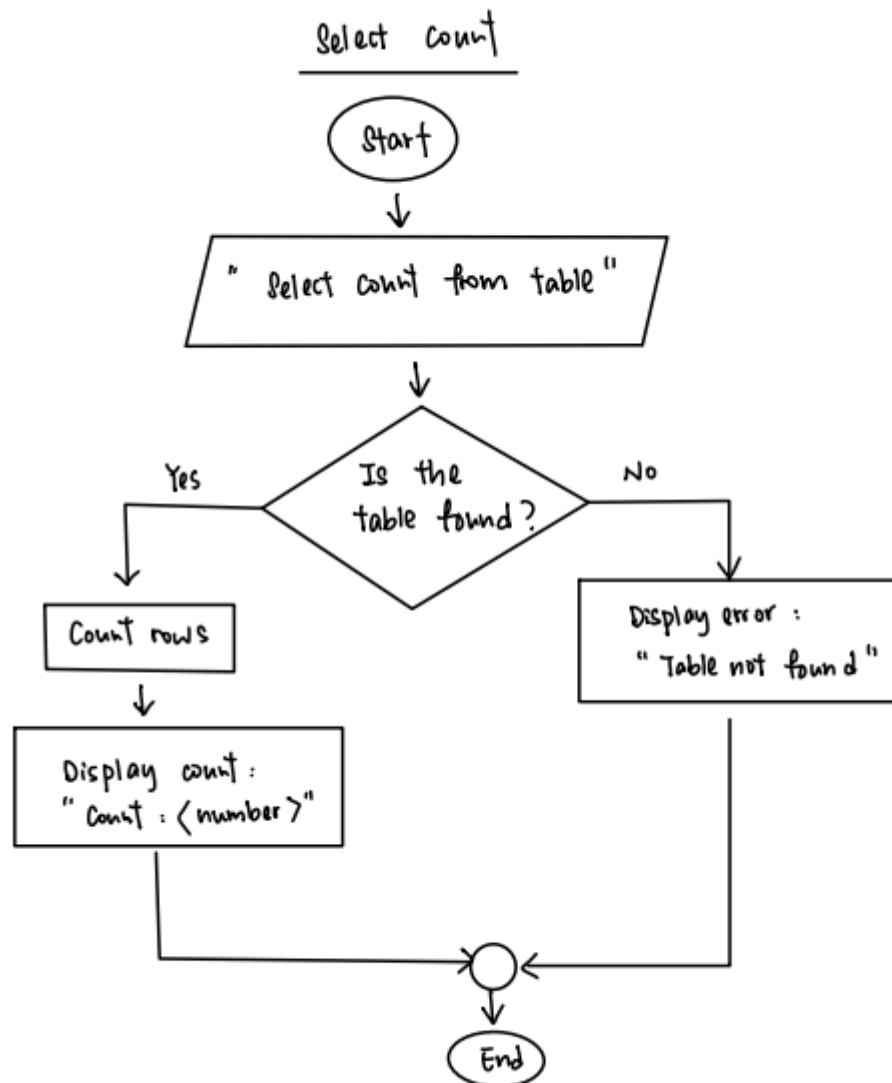 Select count
Start
" Select count from table "
Is the
table found?
Yes
No
Count rows
Display count :
" Count : <number> "
Display error :
" Table not found "
End